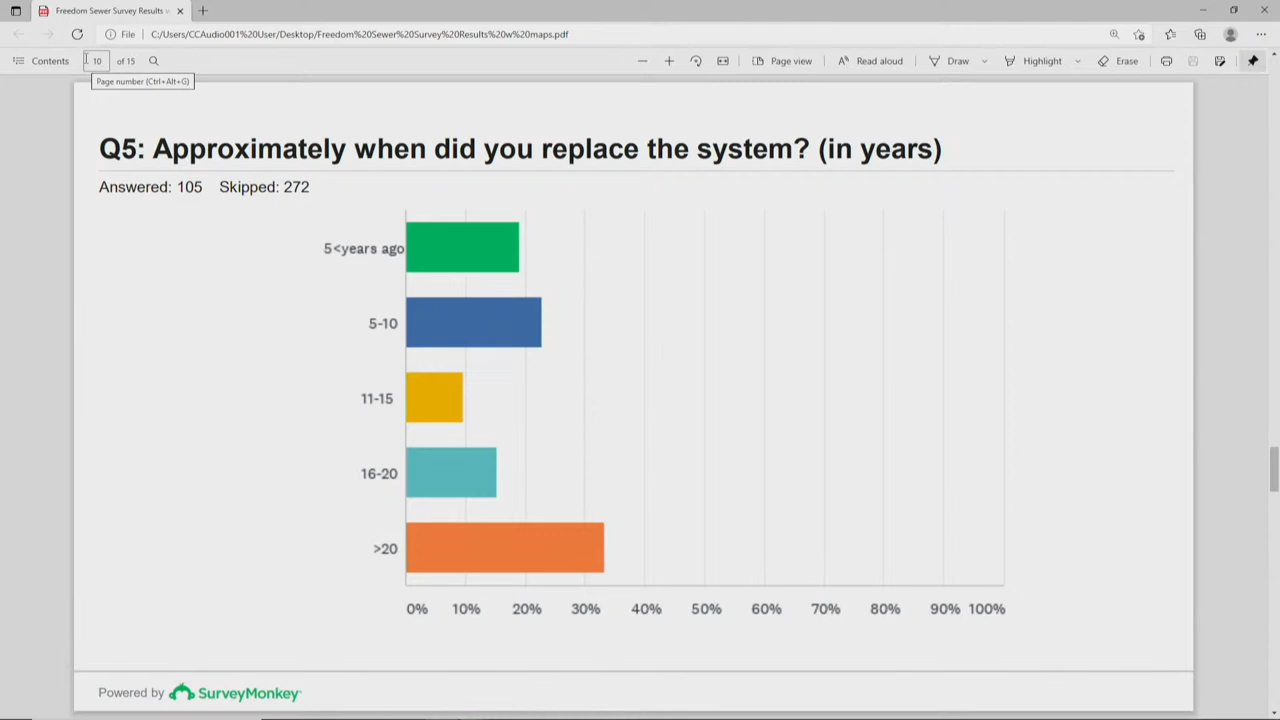 Freedom Sewer Survey Results w
File
C:/Users/CCAudio001%20User/Desktop/Freedom%20Sewer%20Survey%20Results%20w%20maps.pdf
Contents
10
of 15
Page view
Read aloud
Draw
Highlight
Erase
Page number (Ctrl+Alt+G)
Q5: Approximately when did you replace the system? (in years)
Answered: 105 Skipped: 272
5<years ago
5-10
11-15
16-20
>20
0% 10% 20% 30% 40% 50% 60% 70% 80% 90% 100%
Powered by SurveyMonkey